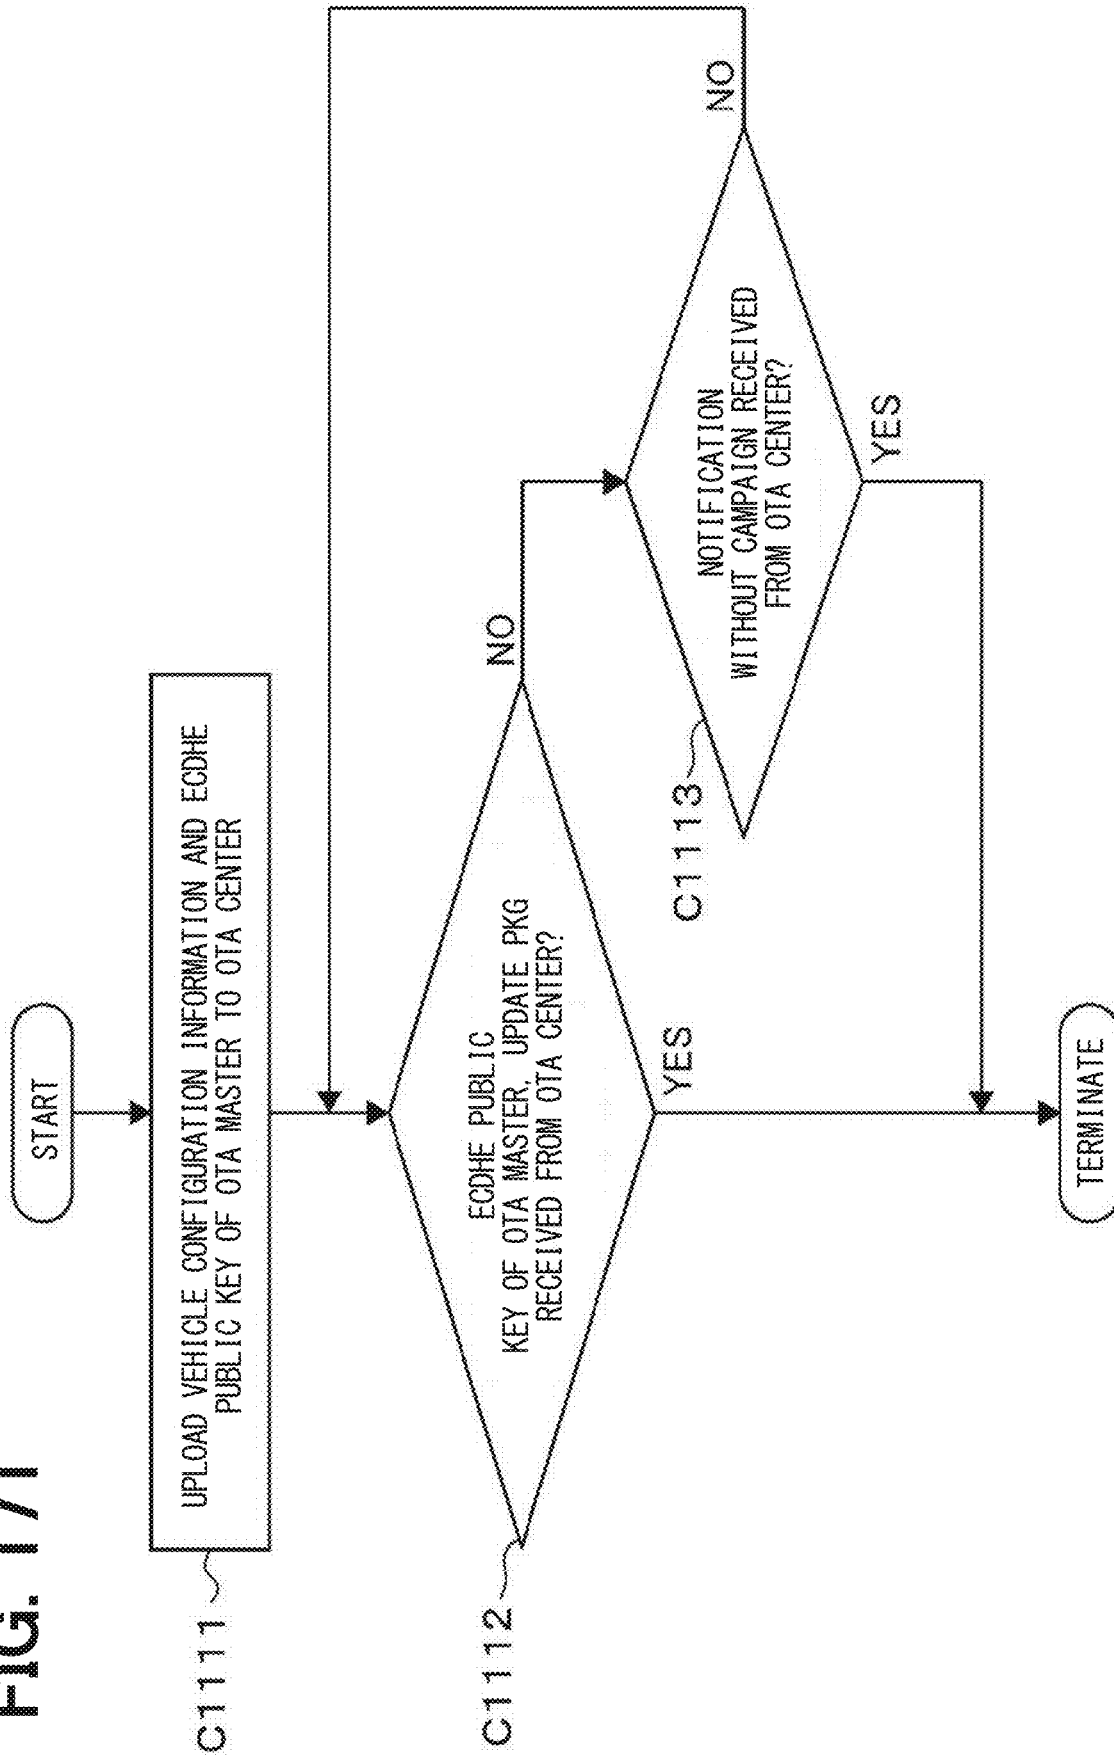 FIG. 171
START
C1111
UPLOAD VEHICLE CONFIGURATION INFORMATION AND ECDHE
PUBLIC KEY OF OTA MASTER TO OTA CENTER
C1112
ECDHE PUBLIC
KEY OF OTA MASTER, UPDATE PKG
RECEIVED FROM OTA CENTER?
NO
YES
C1113
NOTIFICATION
WITHOUT CAMPAIGN RECEIVED
FROM OTA CENTER?
NO
YES
TERMINATE